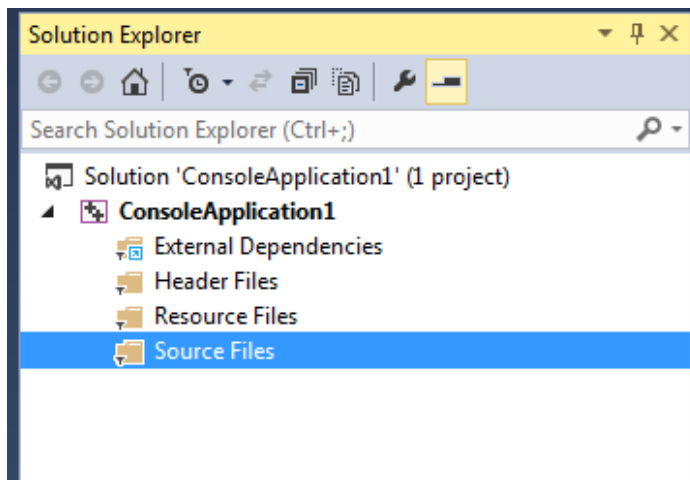 Solution Explorer
Search Solution Explorer (Ctrl+;)
Solution 'ConsoleApplication1' (1 project)
ConsoleApplication1
External Dependencies
Header Files
Resource Files
Source Files